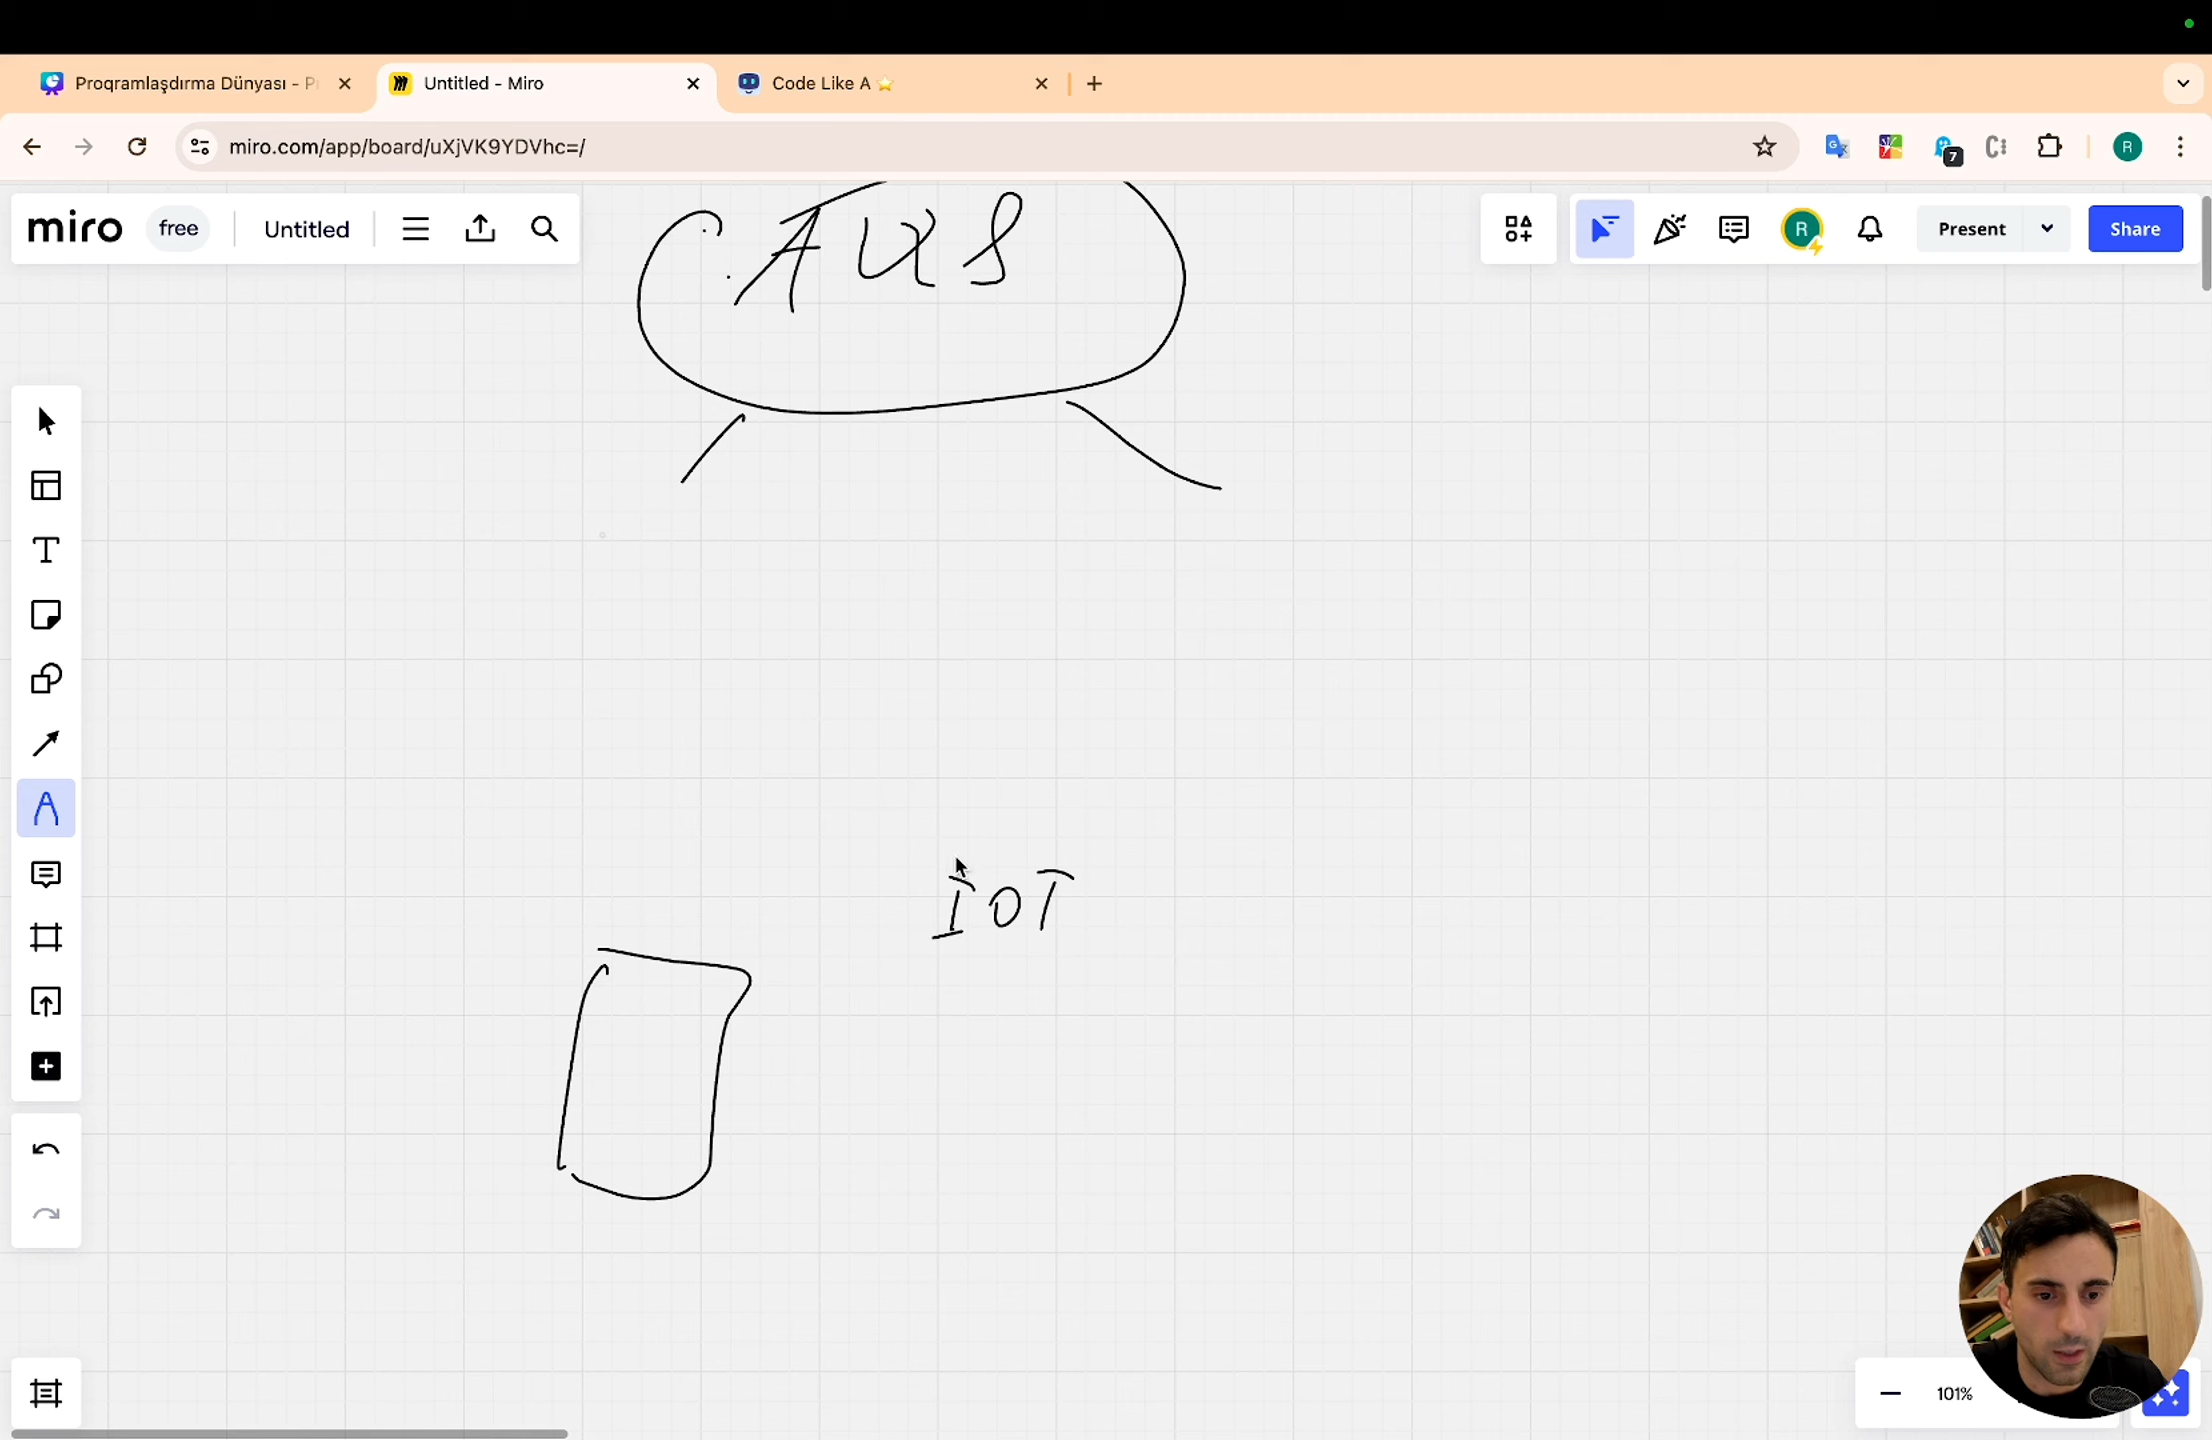 Proqramlaşdırma Dünyası - P
Untitled - Miro
Code Like A ⭐
miro.com/app/board/uXjVK9YDVhc=/
7
R
miro
free
Untitled
R
Present
Share
AWS
IOT
101%